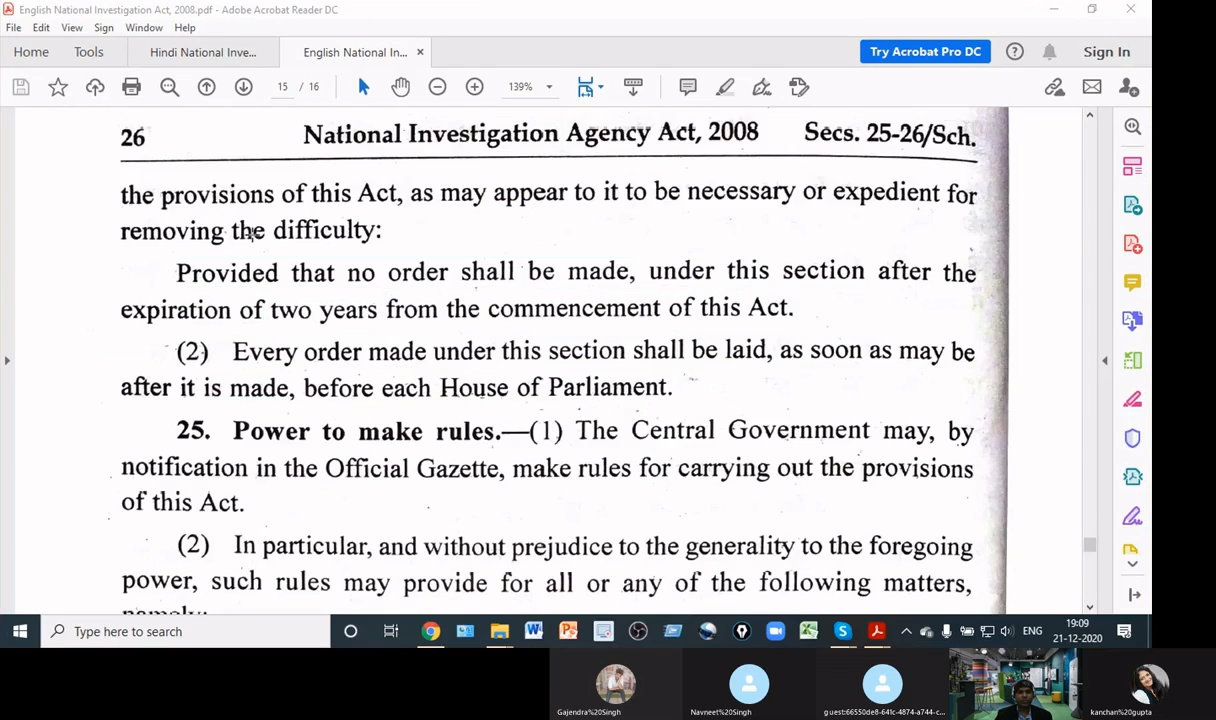 English National Investigation Act, 2008.pdf - Adobe Acrobat Reader DC
File Edit View Sign Window Help
Home Tools Hindi National Inve... English National In... × Try Acrobat Pro DC Sign In
15 / 16 139%
26 National Investigation Agency Act, 2008 Secs. 25-26/Sch.
the provisions of this Act, as may appear to it to be necessary or expedient for
removing the difficulty:
Provided that no order shall be made, under this section after the
expiration of two years from the commencement of this Act.
(2) Every order made under this section shall be laid, as soon as may be
after it is made, before each House of Parliament.
25. Power to make rules.—(1) The Central Government may, by
notification in the Official Gazette, make rules for carrying out the provisions
of this Act.
(2) In particular, and without prejudice to the generality to the foregoing
power, such rules may provide for all or any of the following matters,
namely:
Type here to search
ENG 19:09
21-12-2020
Gajendra%20Singh Navneet%20Singh guest:66550de8-641c-4874-a744-c... kanchan%20gupta